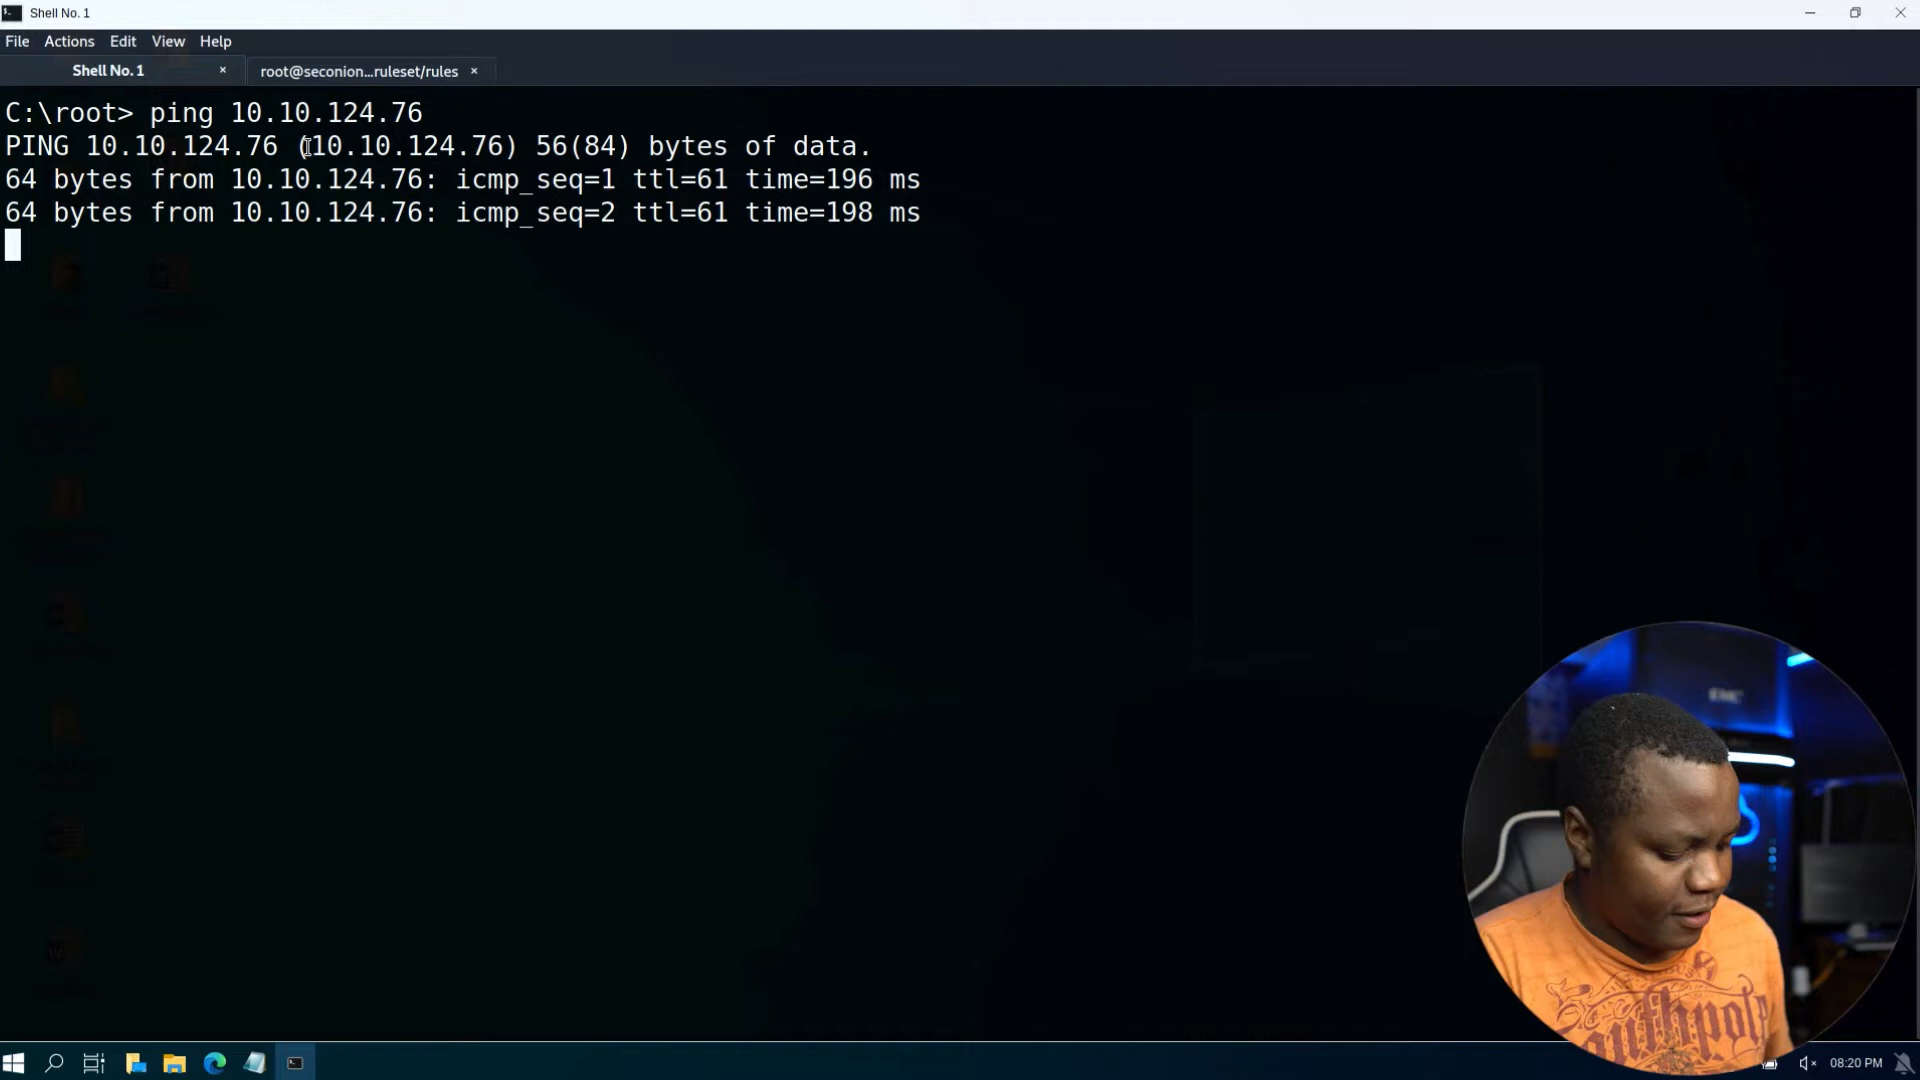 Shell No. 1
File Actions Edit View Help
Shell No. 1 × root@seconion...ruleset/rules ×
C:\root> ping 10.10.124.76
PING 10.10.124.76 (10.10.124.76) 56(84) bytes of data.
64 bytes from 10.10.124.76: icmp_seq=1 ttl=61 time=196 ms
64 bytes from 10.10.124.76: icmp_seq=2 ttl=61 time=198 ms
08:20 PM